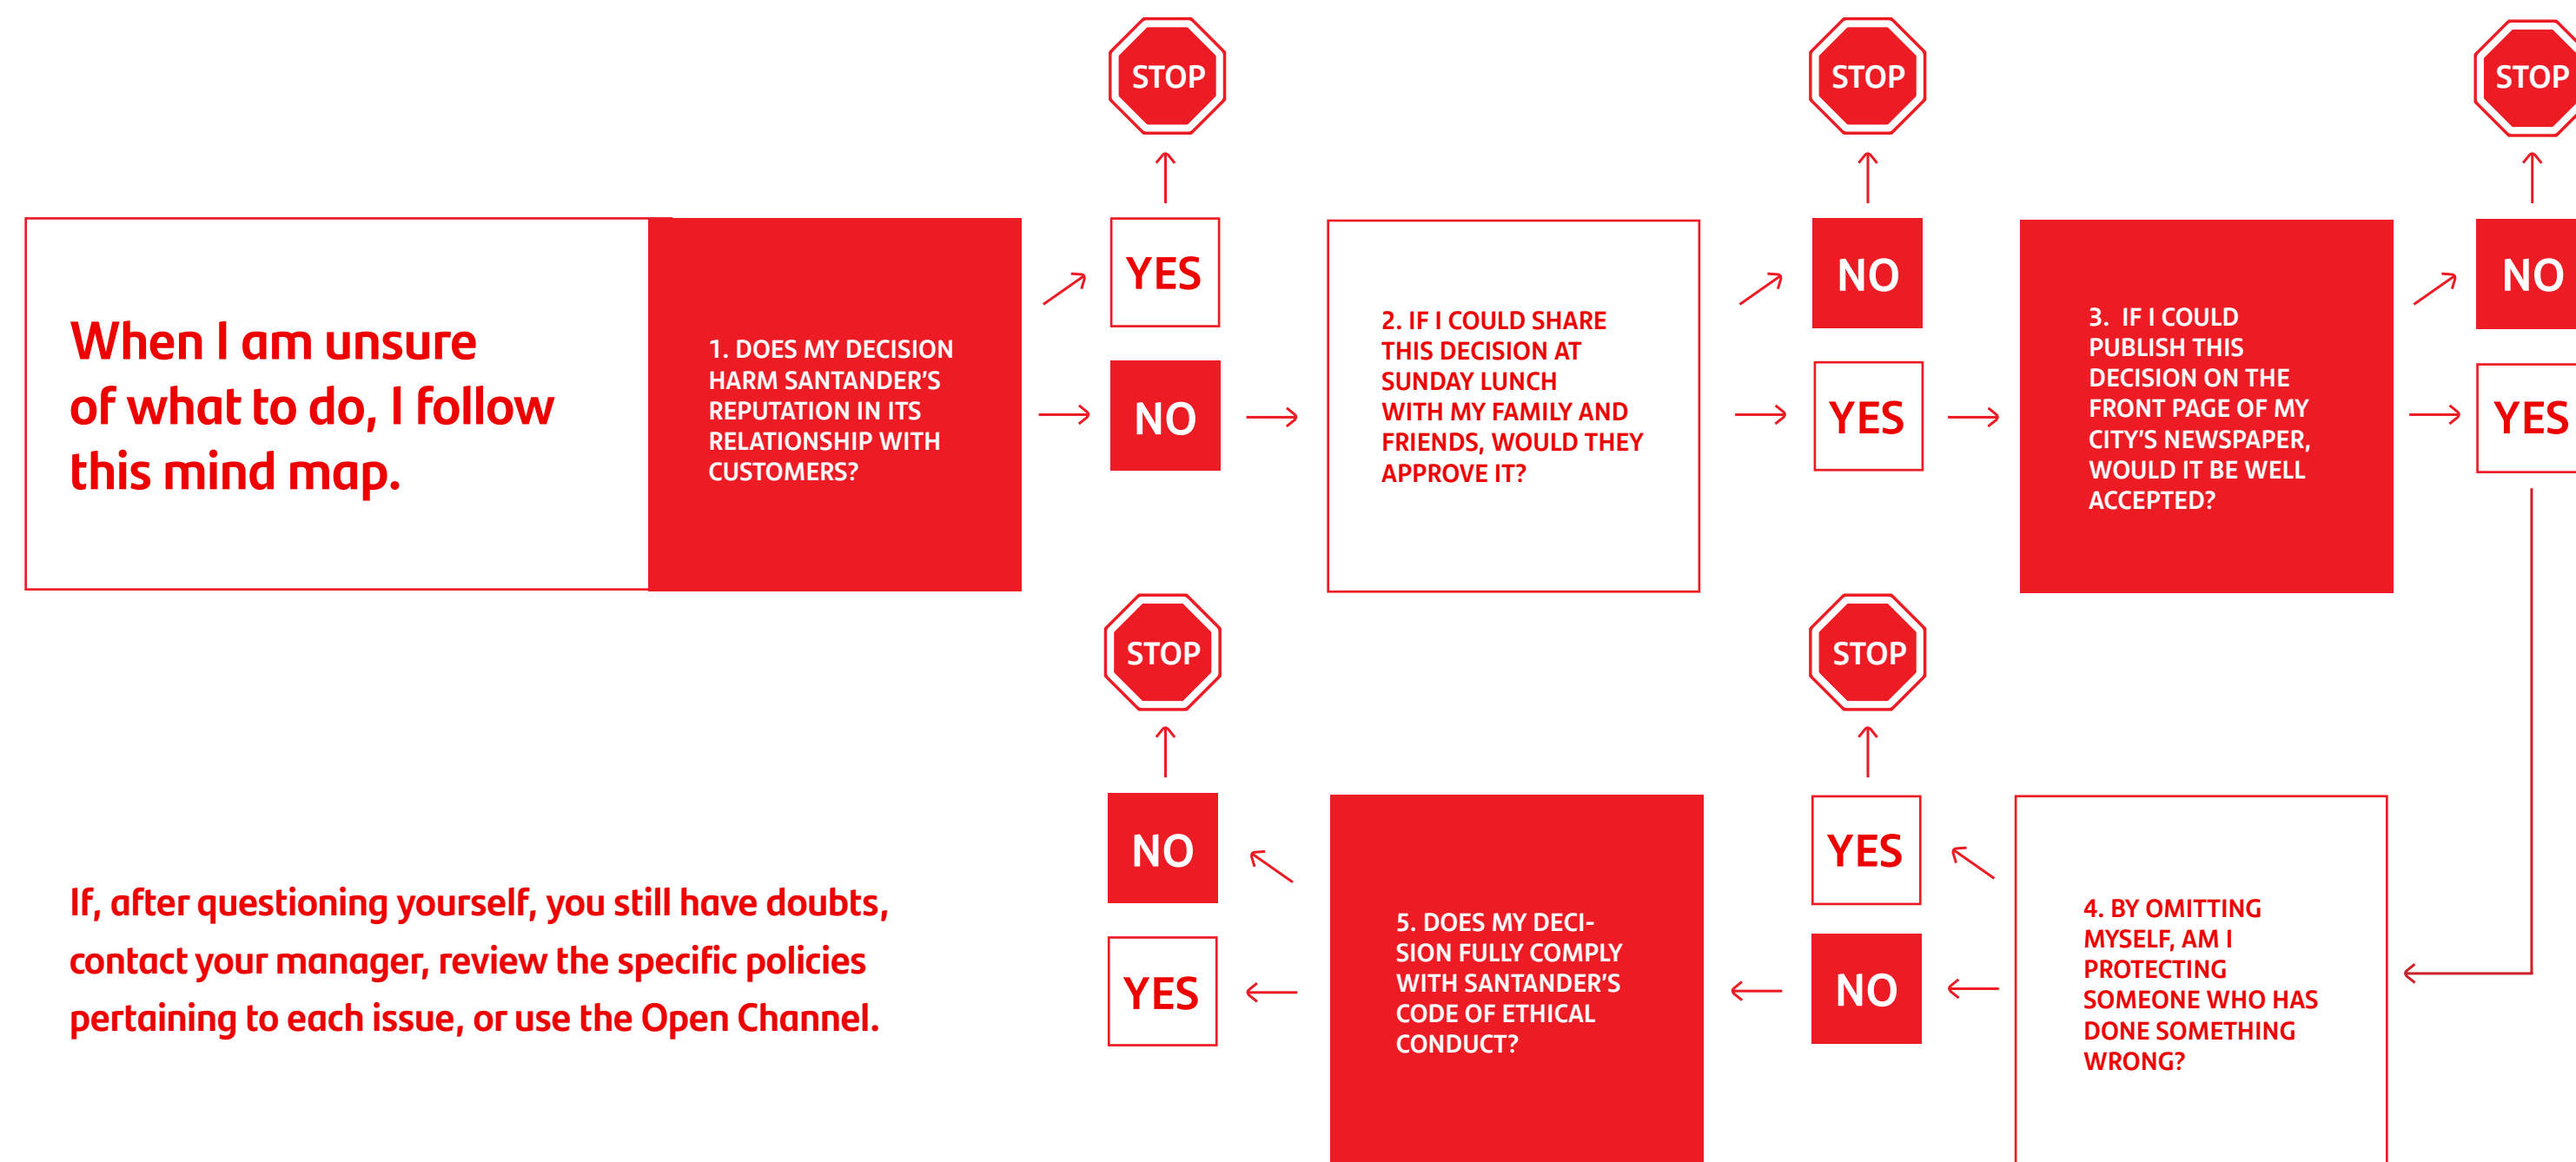 When I am unsure
of what to do, I follow
this mind map.
1. DOES MY DECISION
HARM SANTANDER'S
REPUTATION IN ITS
RELATIONSHIP WITH
CUSTOMERS?
STOP
YES
NO
2. IF I COULD SHARE
THIS DECISION AT
SUNDAY LUNCH
WITH MY FAMILY AND
FRIENDS, WOULD THEY
APPROVE IT?
STOP
NO
YES
3. IF I COULD
PUBLISH THIS
DECISION ON THE
FRONT PAGE OF MY
CITY'S NEWSPAPER,
WOULD IT BE WELL
ACCEPTED?
STOP
NO
YES
4. BY OMITTING
MYSELF, AM I
PROTECTING
SOMEONE WHO HAS
DONE SOMETHING
WRONG?
STOP
YES
NO
5. DOES MY DECI-
SION FULLY COMPLY
WITH SANTANDER'S
CODE OF ETHICAL
CONDUCT?
STOP
NO
YES
If, after questioning yourself, you still have doubts,
contact your manager, review the specific policies
pertaining to each issue, or use the Open Channel.